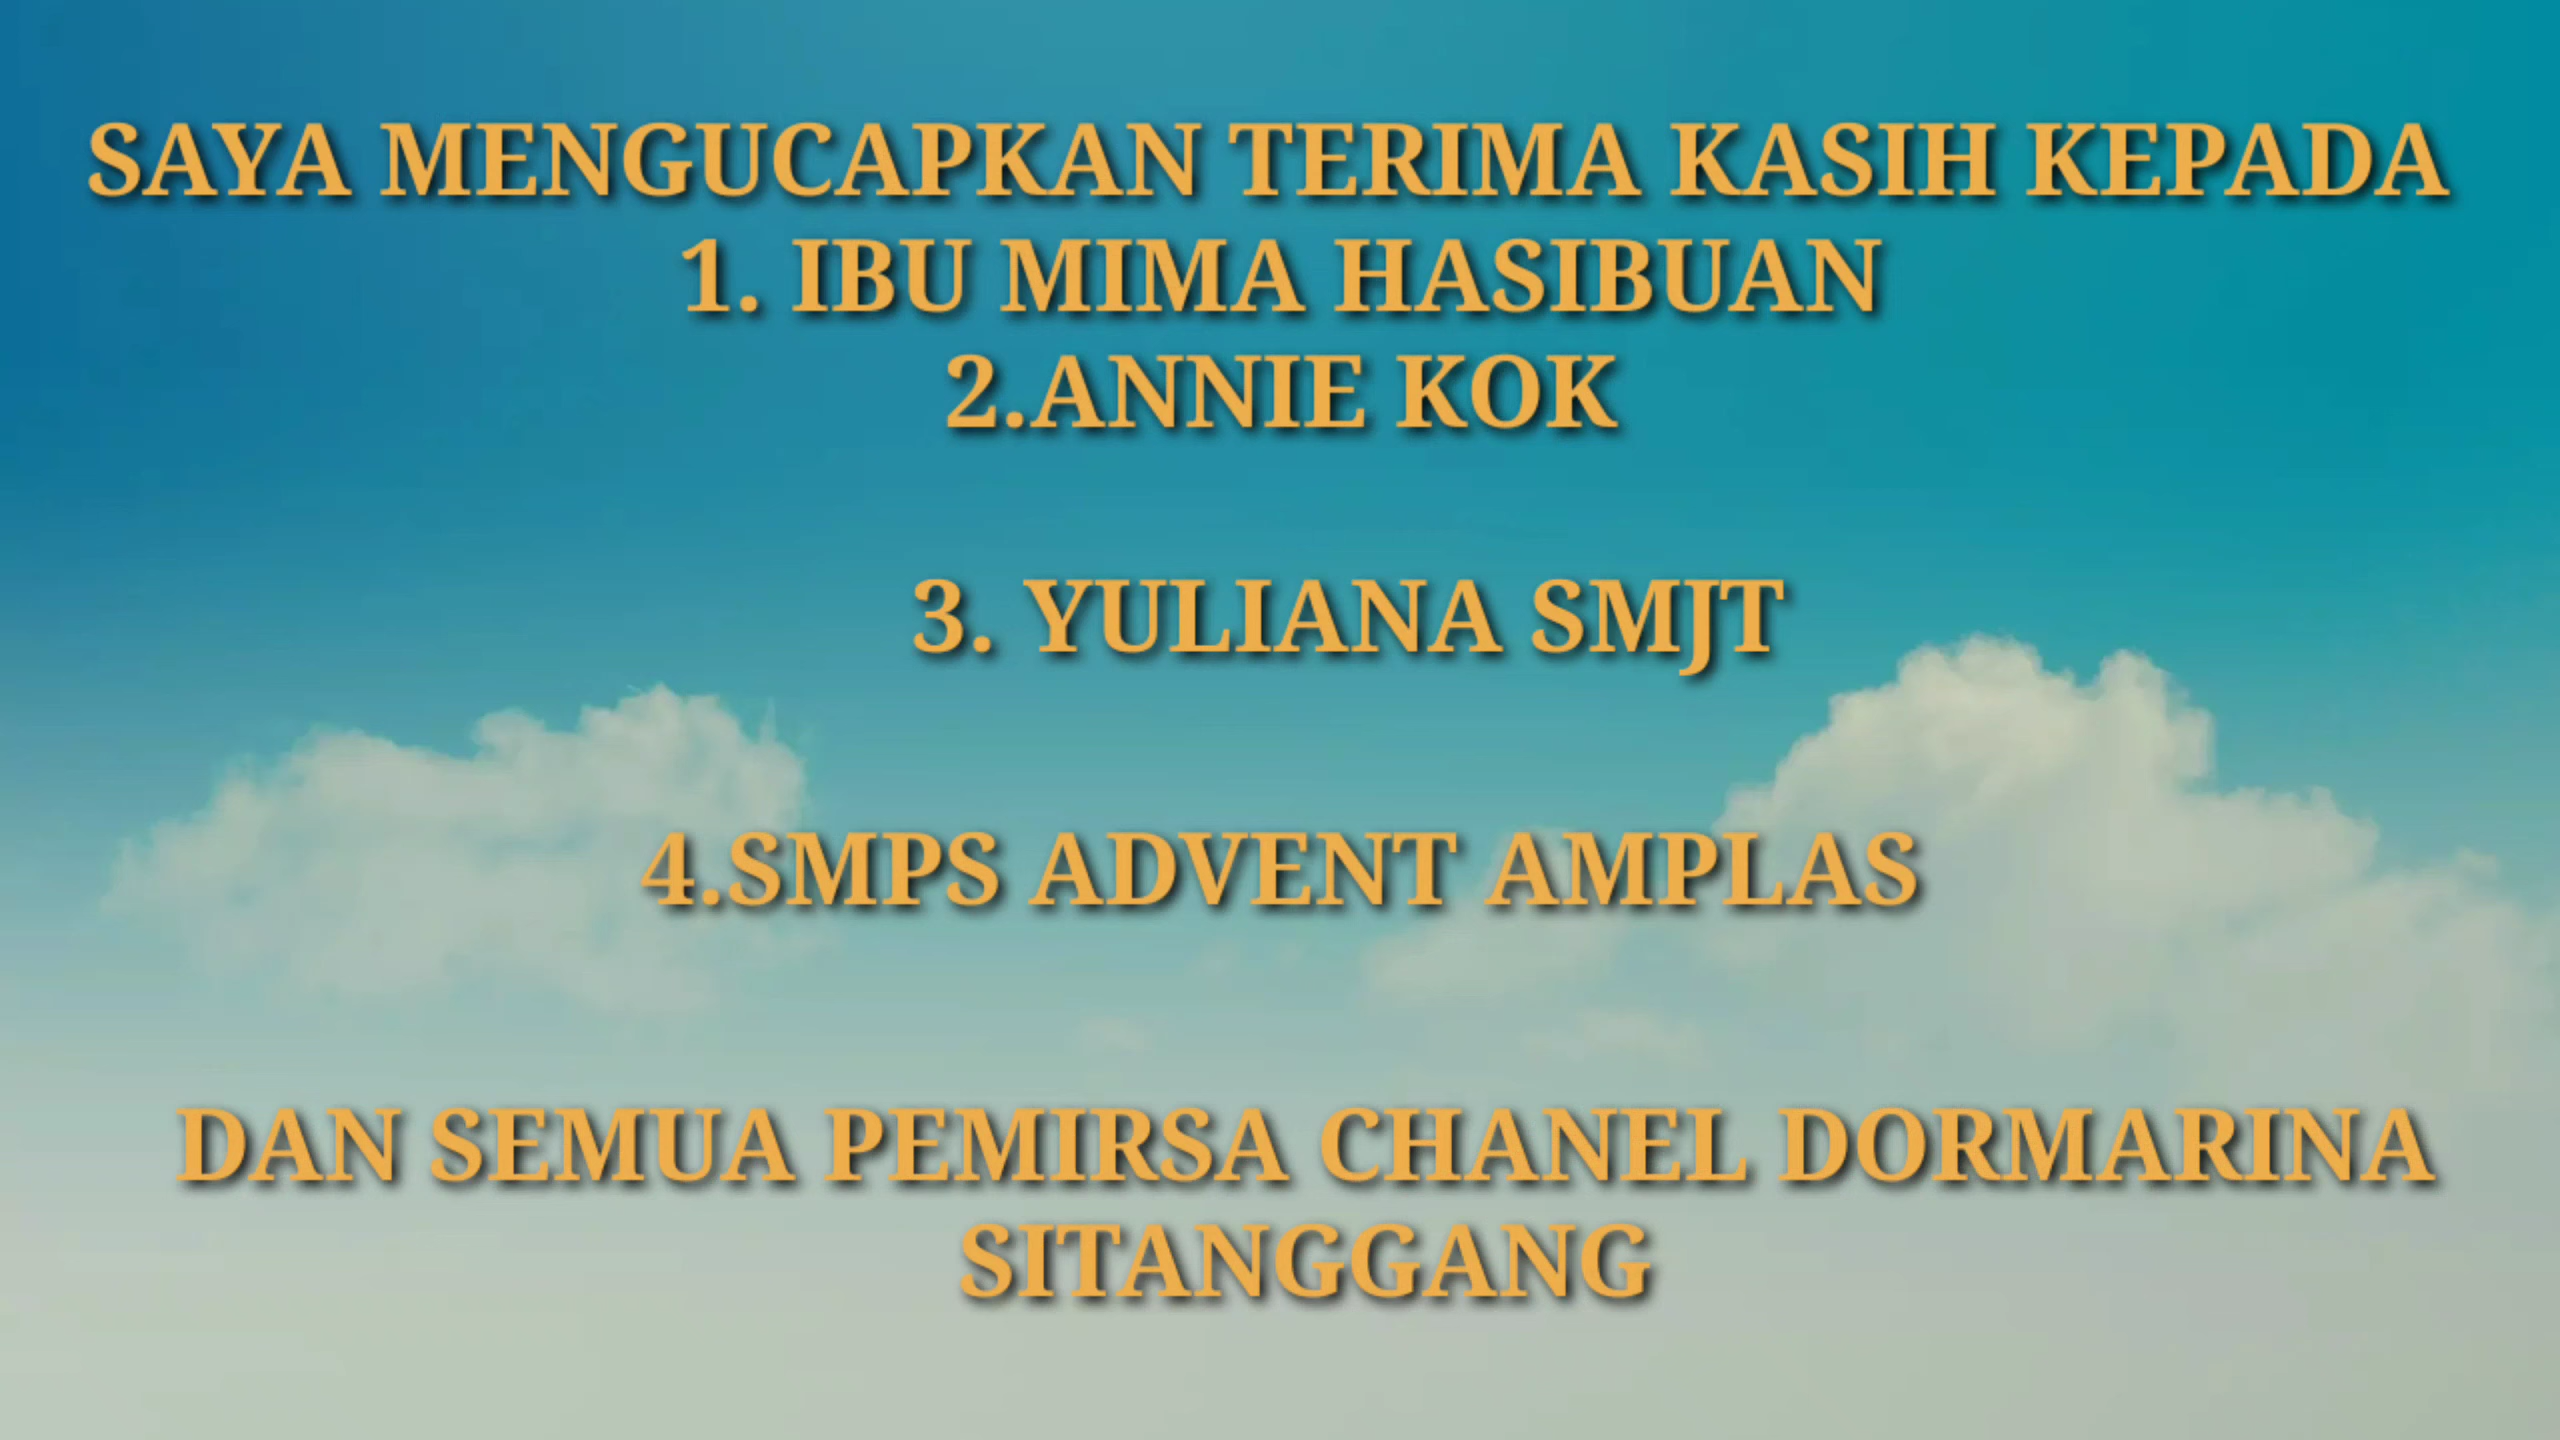 SAYA MENGUCAPKAN TERIMA KASIH KEPADA
1. IBU MIMA HASIBUAN
2.ANNIE KOK
3. YULIANA SMJT
4.SMPS ADVENT AMPLAS
DAN SEMUA PEMIRSA CHANEL DORMARINA
SITANGGANG